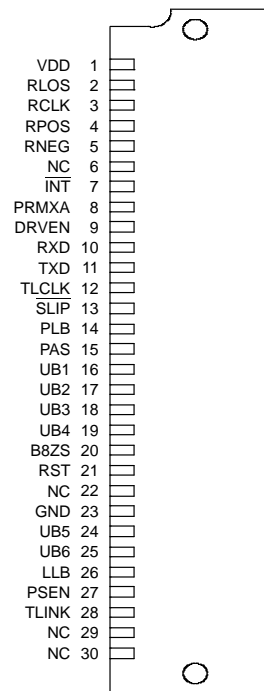 VDD 1
RLOS 2
RCLK 3
RPOS 4
RNEG 5
NC 6
INT 7
PRMXA 8
DRVEN 9
RXD 10
TXD 11
TLCLK 12
SLIP 13
PLB 14
PAS 15
UB1 16
UB2 17
UB3 18
UB4 19
B8ZS 20
RST 21
NC 22
GND 23
UB5 24
UB6 25
LLB 26
PSEN 27
TLINK 28
NC 29
NC 30